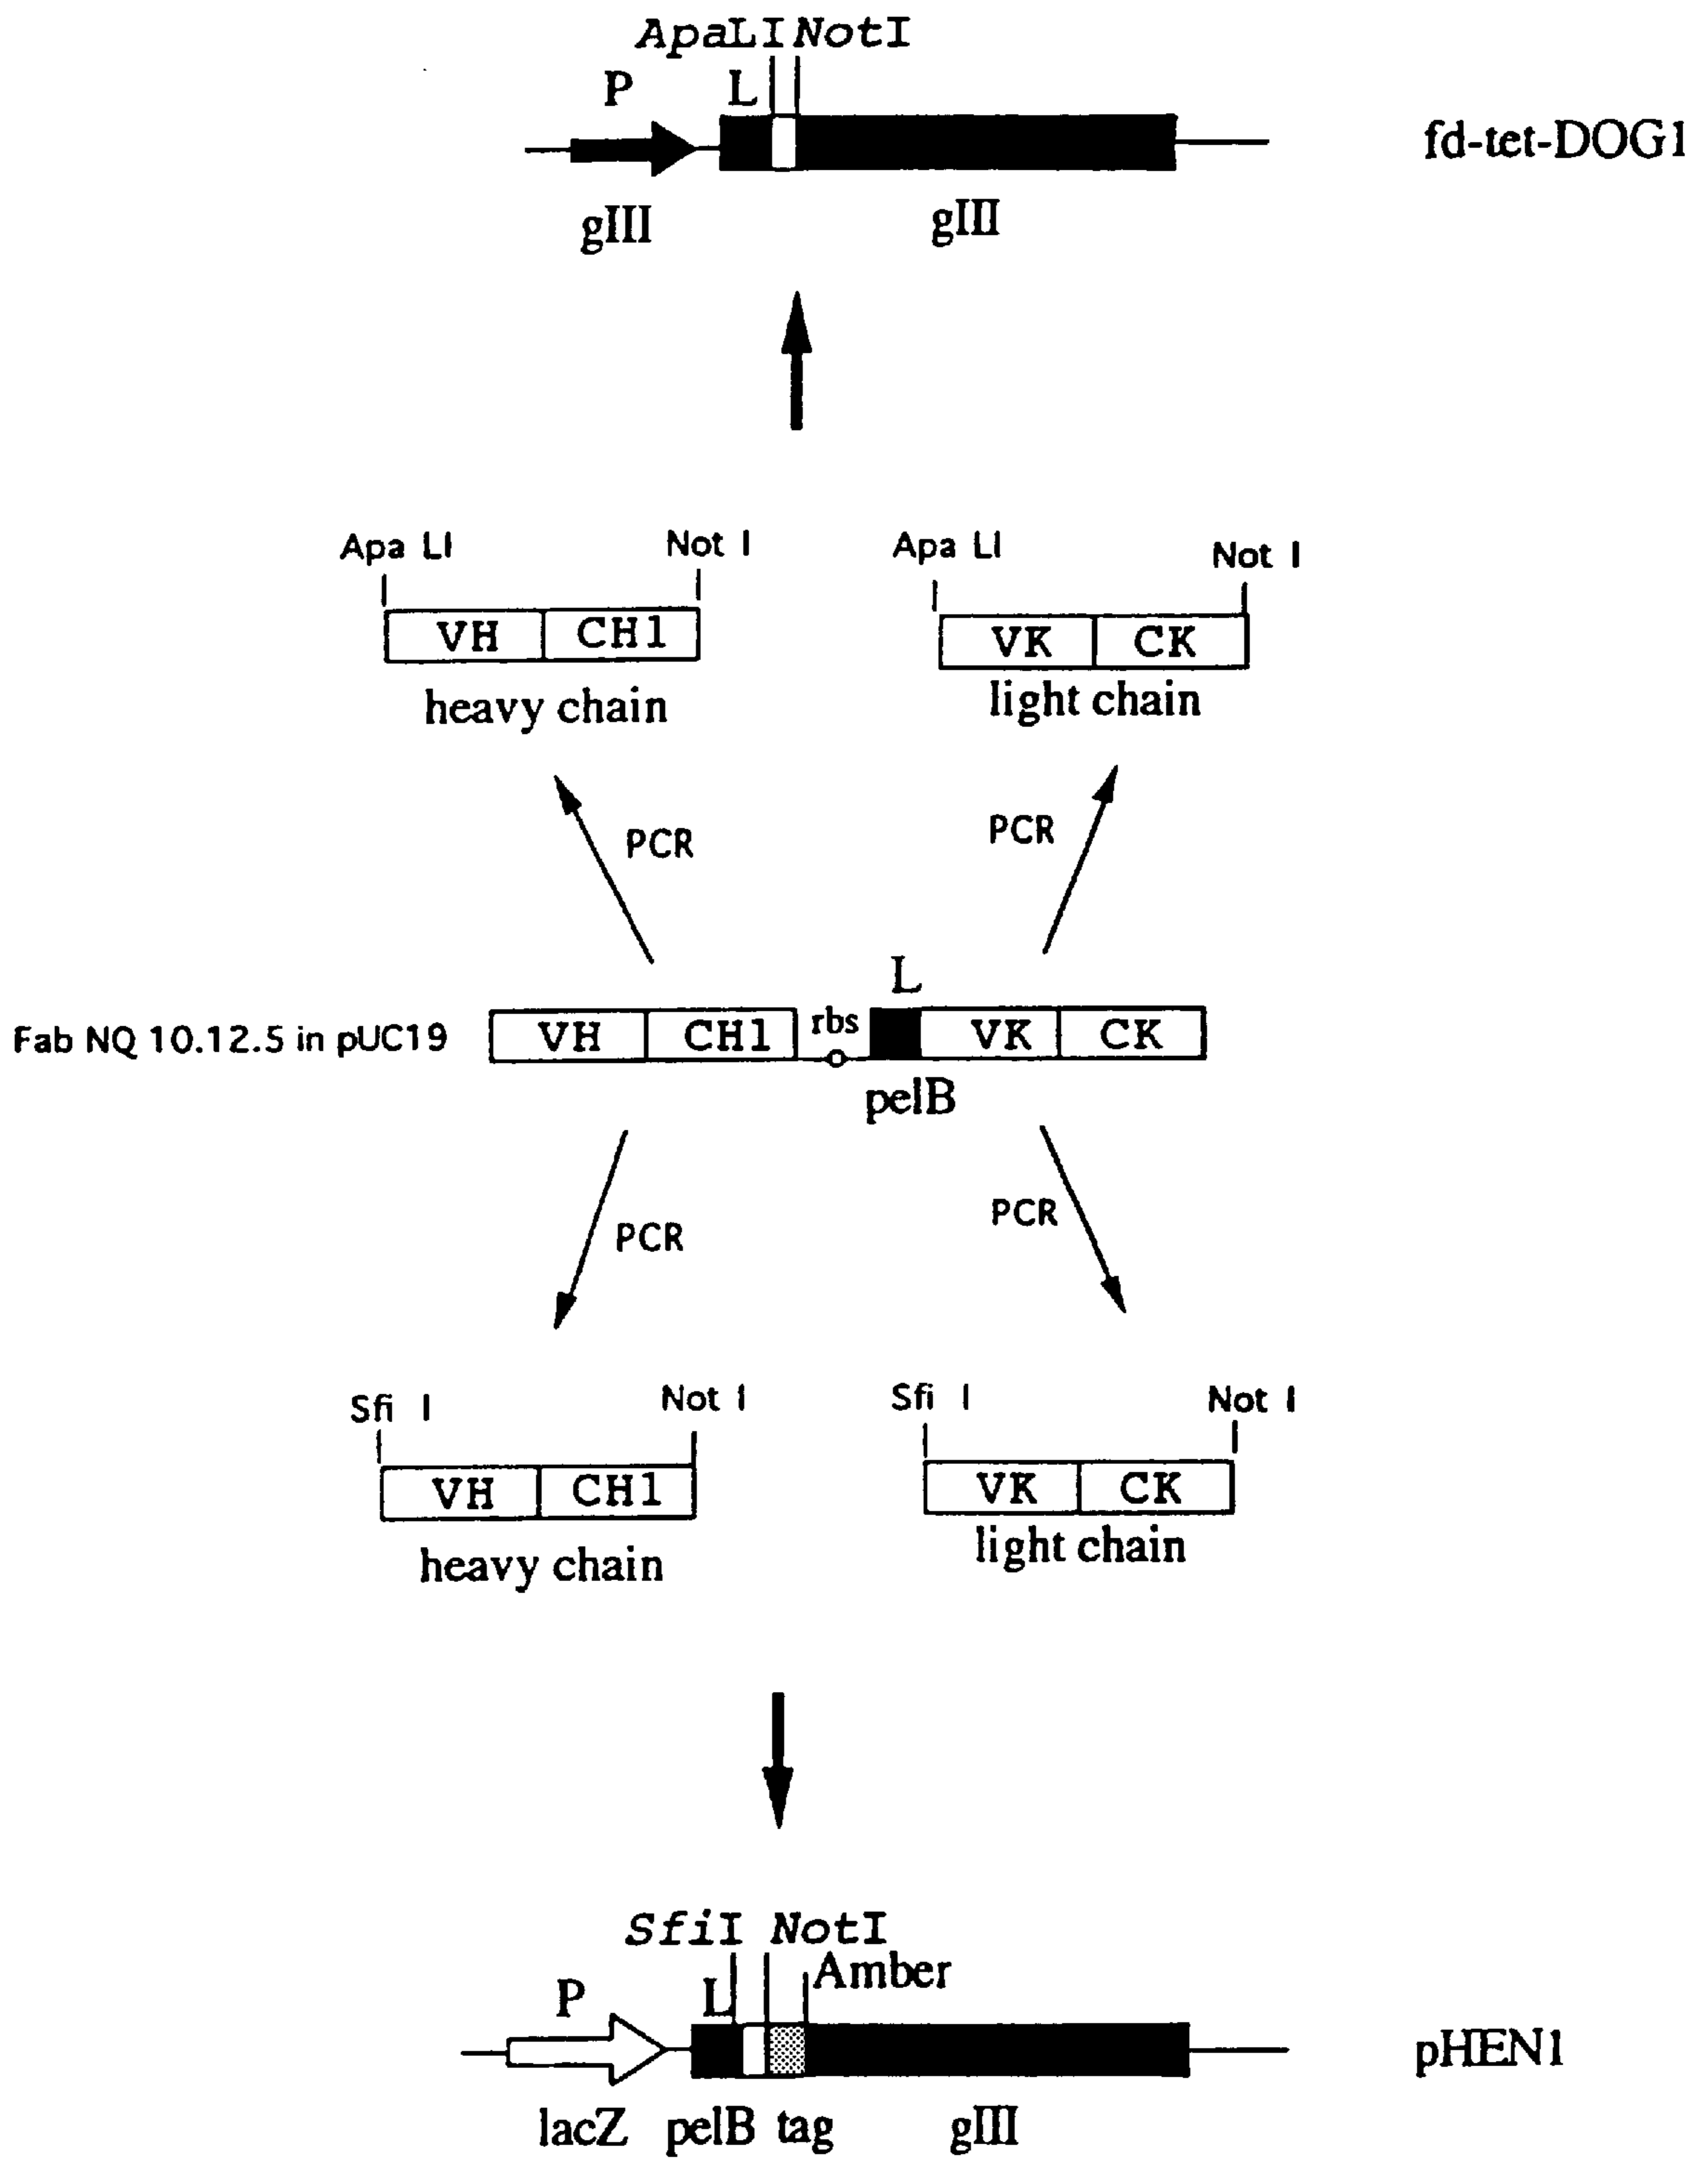 ApaLI NotI
P L
fd-tet-DOG1
gIII gIII
Apa LI Not I Apa LI Not I
VH CH1 VK CK
heavy chain light chain
PCR PCR
L
Fab NQ 10.12.5 in pUC19 VH CH1 rbs VK CK
pelB
PCR PCR
Sfi I Not I Sfi I Not I
VH CH1 VK CK
heavy chain light chain
SfiI NotI
P L Amber
pHEN1
lacZ pelB tag gIII